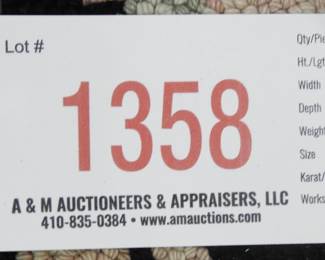 Lot #
1358
A & M AUCTIONEERS & APPRAISERS, LLC
410-835-0384 • www.amauctions.com
Qty/Pie
Ht./Lgt
Width
Depth
Weigh
Size
Karat/
Works